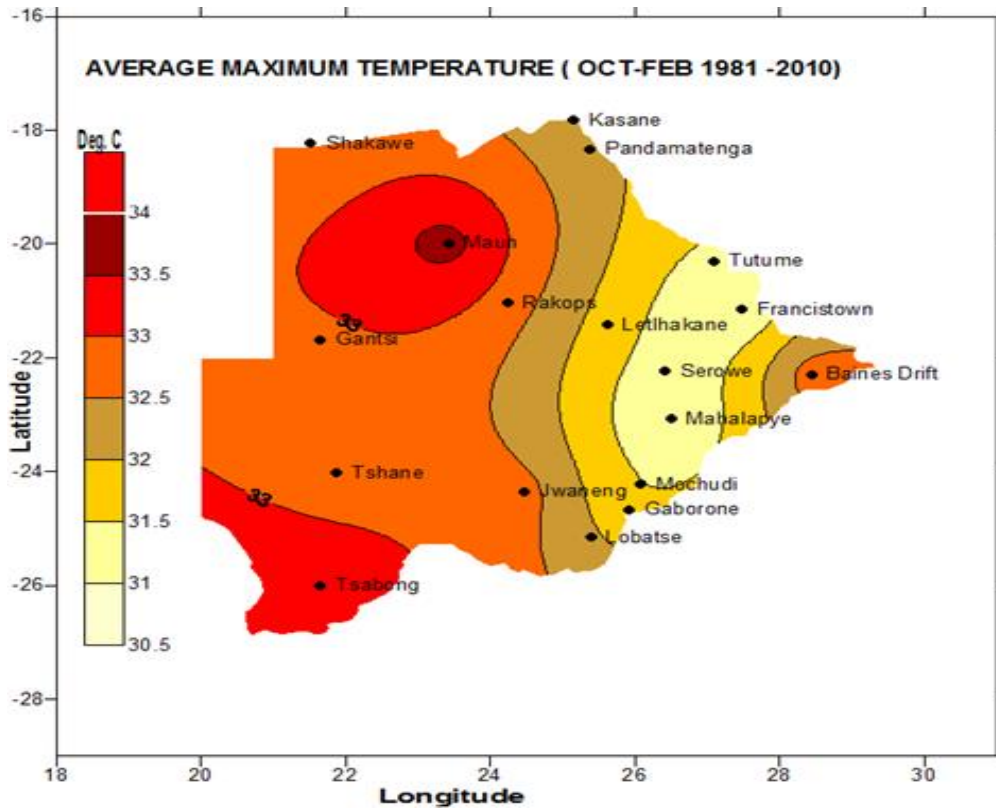 -16
AVERAGE MAXIMUM TEMPERATURE ( OCT-FEB 1981 -2010)
Kasane
-18
Deg. C
Shakawe
Pandamatenga
34
-20
Maun
Tutume
33.5
Rakops
Francistown
33
Letlhakane
33
Gantsi
-22
Serowe
Baines Drift
32.5
Latitude
Mahalapye
32
-24
Tshane
33
Jwaneng
Mochudi
Gaborone
31.5
Lobatse
31
-26
Tsabong
30.5
-28
18
20
22
24
26
28
30
Longitude